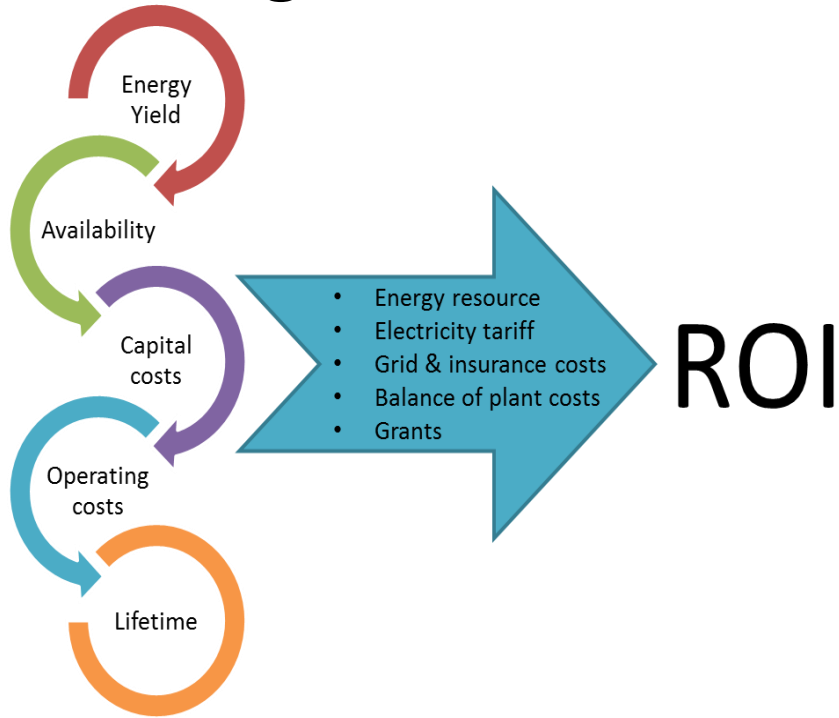 Energy
Yield
Availability
Capital
costs
Operating
costs
Lifetime
• Energy resource
• Electricity tariff
• Grid & insurance costs
• Balance of plant costs
• Grants
ROI